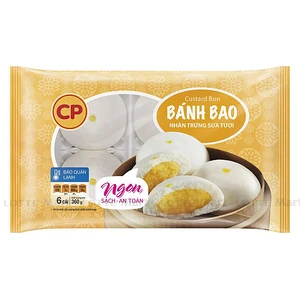 CP
Custard Bun
BÁNH BAO
NHÂN TRỨNG SỮA TƯƠI
BẢO QUẢN
LẠNH
6 CÁI
360 g
Ngon
SẠCH - AN TOÀN